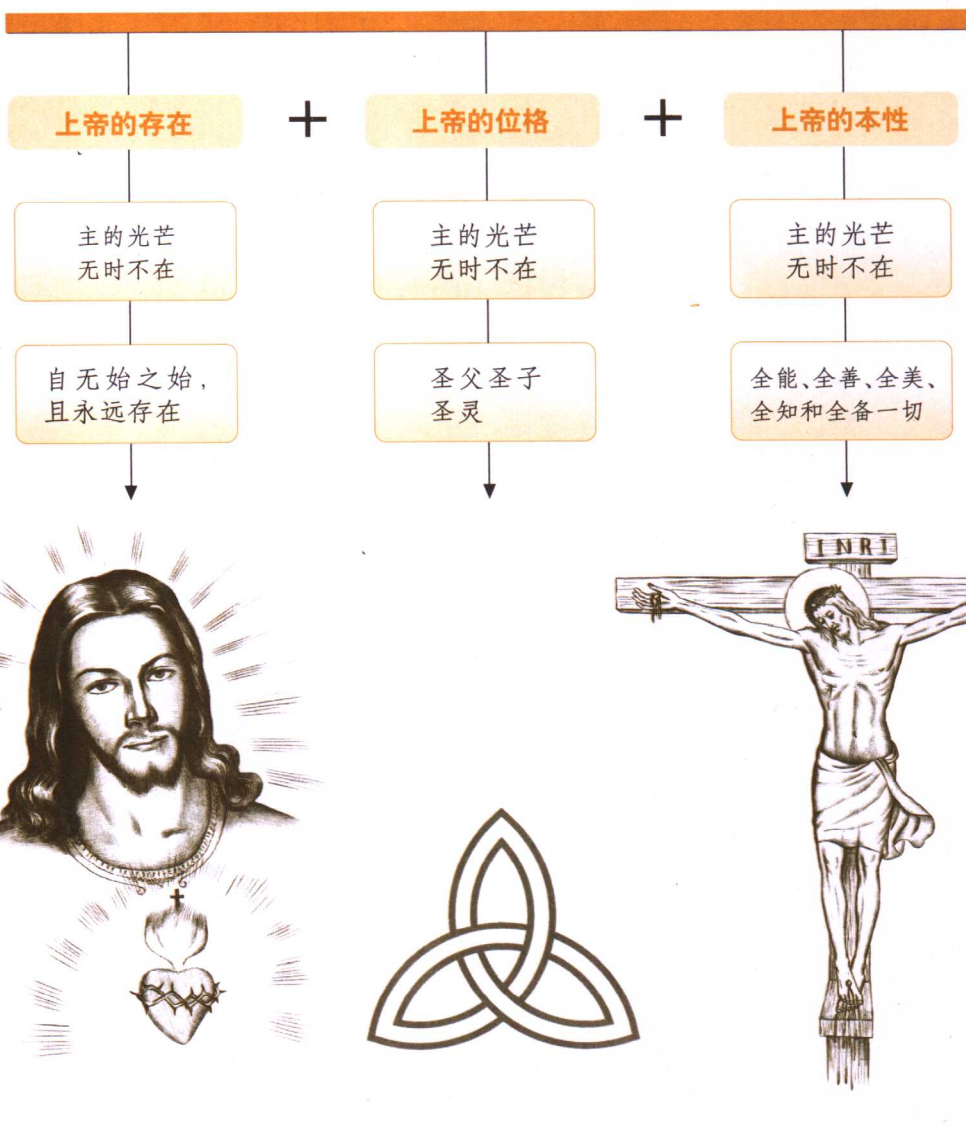 上帝的存在
+
上帝的位格
+
上帝的本性
主的光芒
无时不在
主的光芒
无时不在
主的光芒
无时不在
自无始之始，
且永远存在
圣父圣子
圣灵
全能、全善、全美、
全知和全备一切
INRI